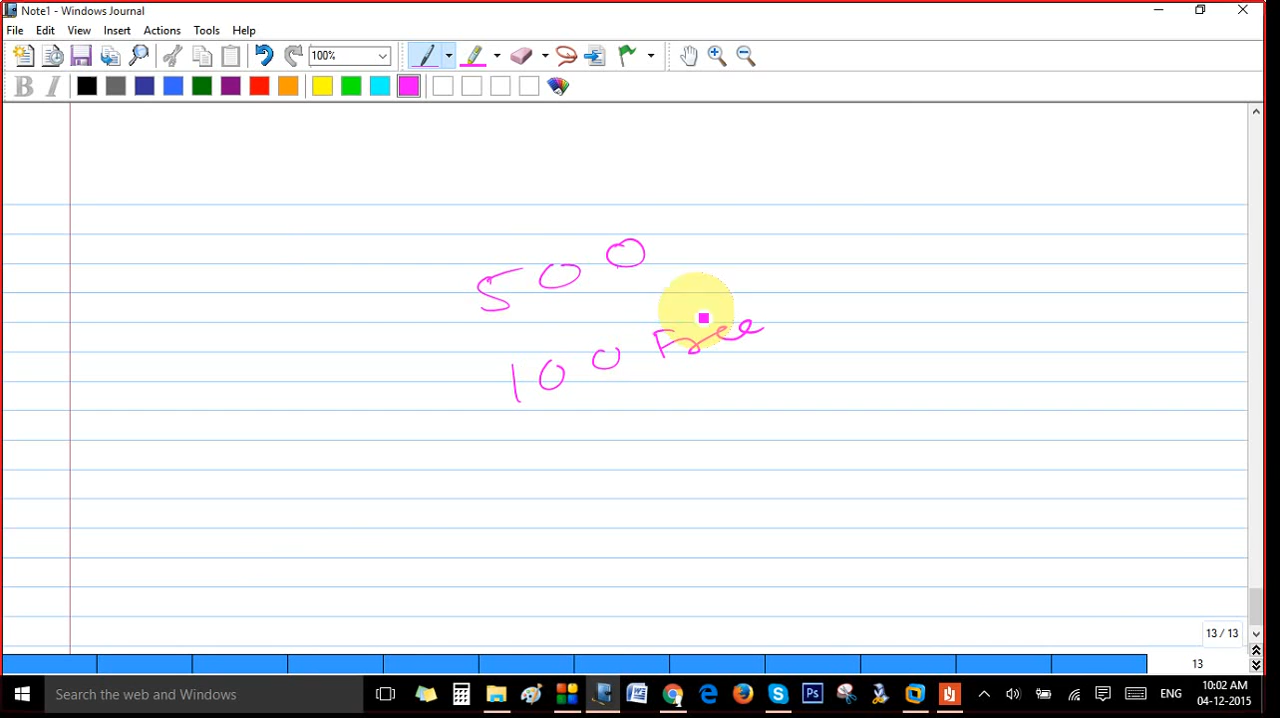 Note1 - Windows Journal
File Edit View Insert Actions Tools Help
100%
B I
500
100 Free
13 / 13
13
Search the web and Windows
ENG
10:02 AM
04-12-2015